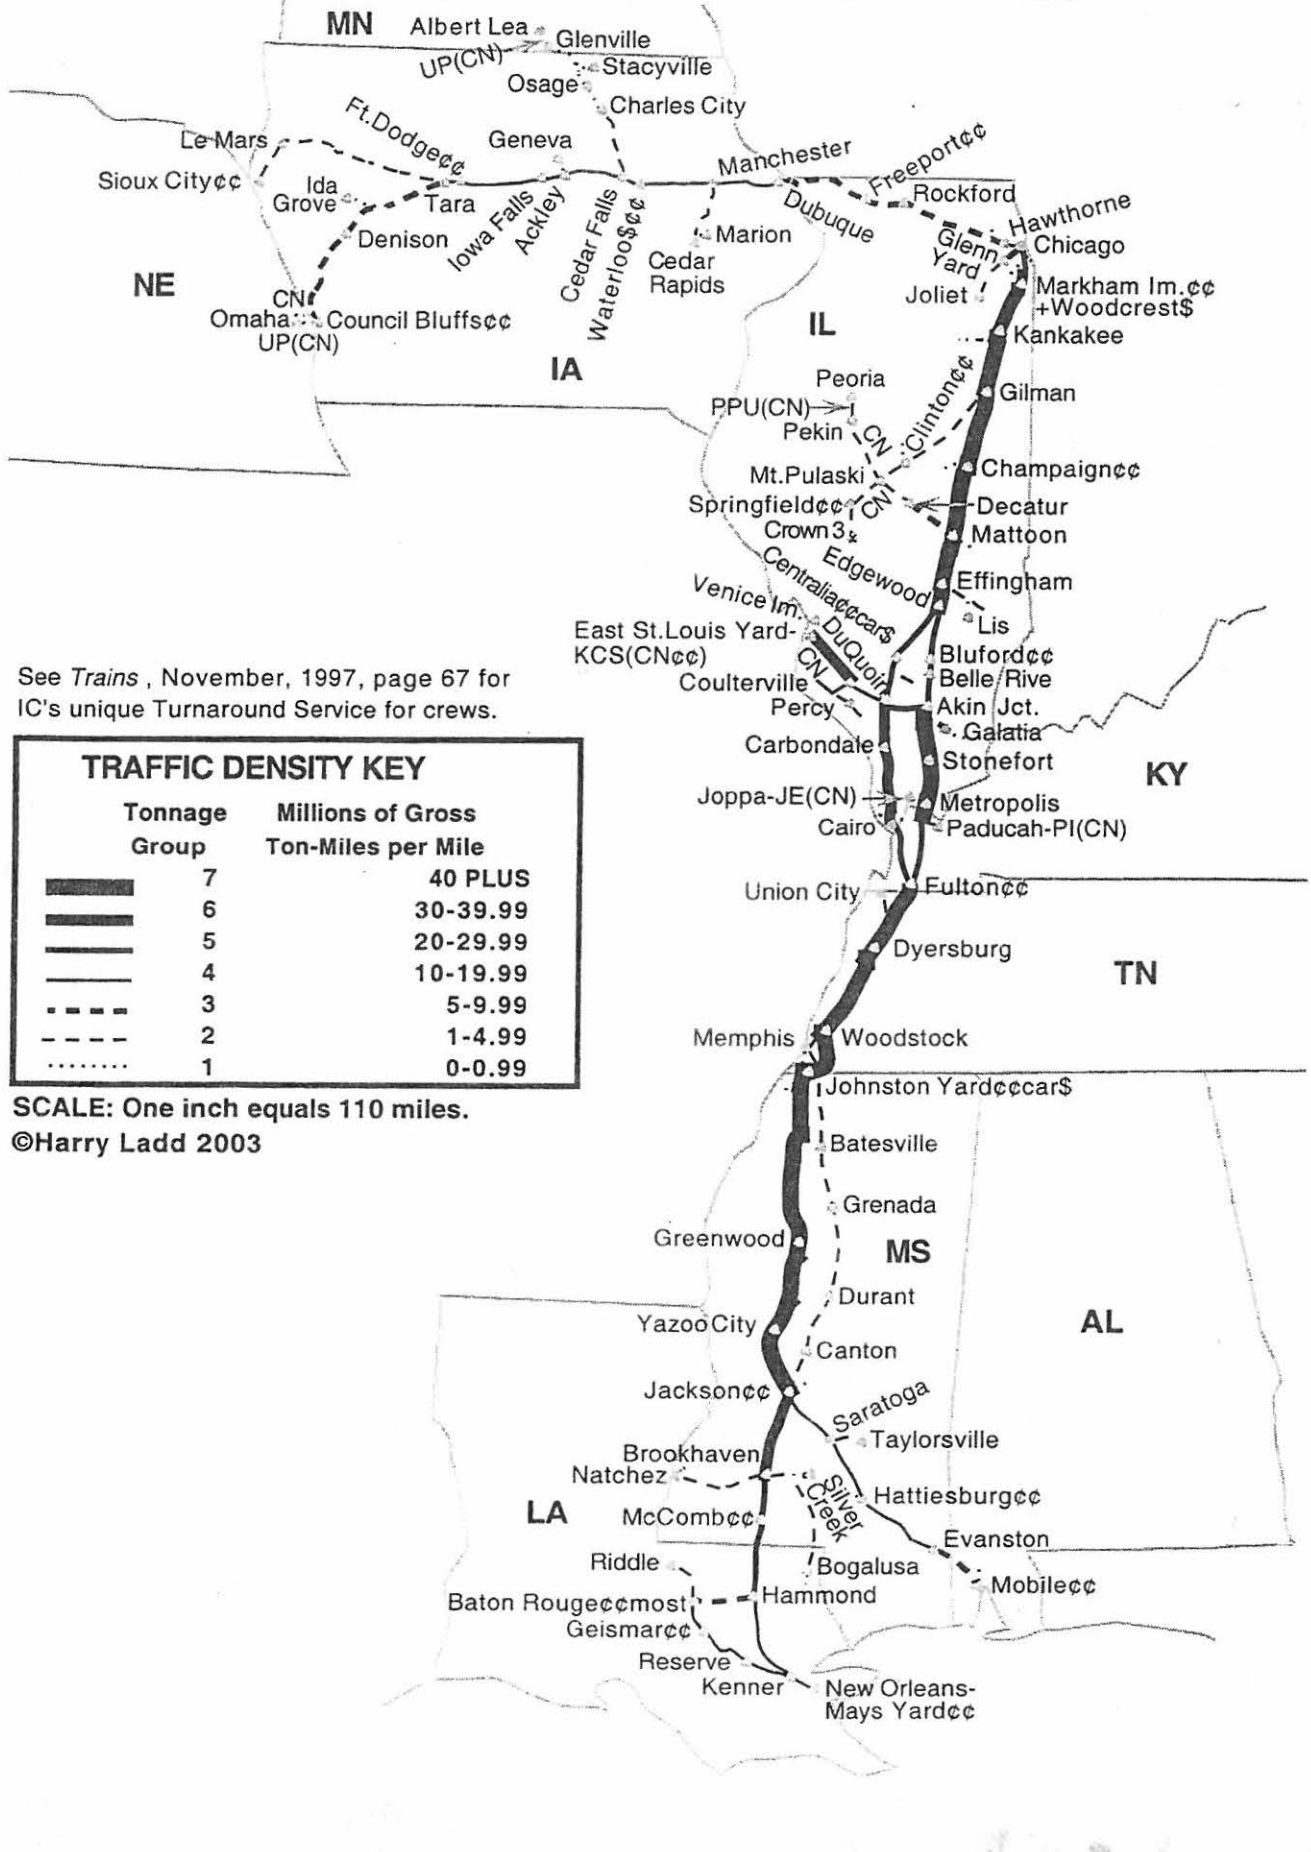 MN
Albert Lea
Glenville
UP(CN)
Stacyville
Osage
Charles City
Ft.Dodge¢¢
Geneva
Le Mars
Manchester
Freeport¢¢
Sioux City¢¢
Ida
Grove
Tara
Iowa Falls
Ackley
Cedar Falls
Waterloo$¢¢
Dubuque
Rockford
Hawthorne
Denison
Marion
Glenn
Yard
Chicago
Cedar
Rapids
NE
Joliet
Markham Im.¢¢
+Woodcrest$
CN
Omaha
Council Bluffs¢¢
UP(CN)
IL
Kankakee
IA
Peoria
Clinton¢¢
Gilman
PPU(CN)
Pekin
CN
Mt.Pulaski
Champaign¢¢
Springfield¢¢
CN
Decatur
Crown 3
Mattoon
Edgewood
Centralia¢¢car$
Effingham
Venice Im.
Lis
East St.Louis Yard-
KCS(CN¢¢)
DuQuoin
CN
Bluford¢¢
Belle Rive
Coulterville
Percy
Akin Jct.
Galatia
See Trains , November, 1997, page 67 for
IC's unique Turnaround Service for crews.
Carbondale
Stonefort
KY
TRAFFIC DENSITY KEY
Tonnage Millions of Gross
Group Ton-Miles per Mile
7 40 PLUS
6 30-39.99
5 20-29.99
4 10-19.99
3 5-9.99
2 1-4.99
1 0-0.99
SCALE: One inch equals 110 miles.
©Harry Ladd 2003
Joppa-JE(CN)
Metropolis
Cairo
Paducah-PI(CN)
Union City
Fulton¢¢
Dyersburg
TN
Memphis
Woodstock
Johnston Yard¢¢car$
Batesville
Grenada
Greenwood
MS
Durant
Yazoo City
AL
Canton
Jackson¢¢
Saratoga
Taylorsville
Brookhaven
Natchez
Silver
Creek
Hattiesburg¢¢
LA
McComb¢¢
Evanston
Riddle
Bogalusa
Mobile¢¢
Baton Rouge¢¢most
Hammond
Geismar¢¢
Reserve
Kenner
New Orleans-
Mays Yard¢¢